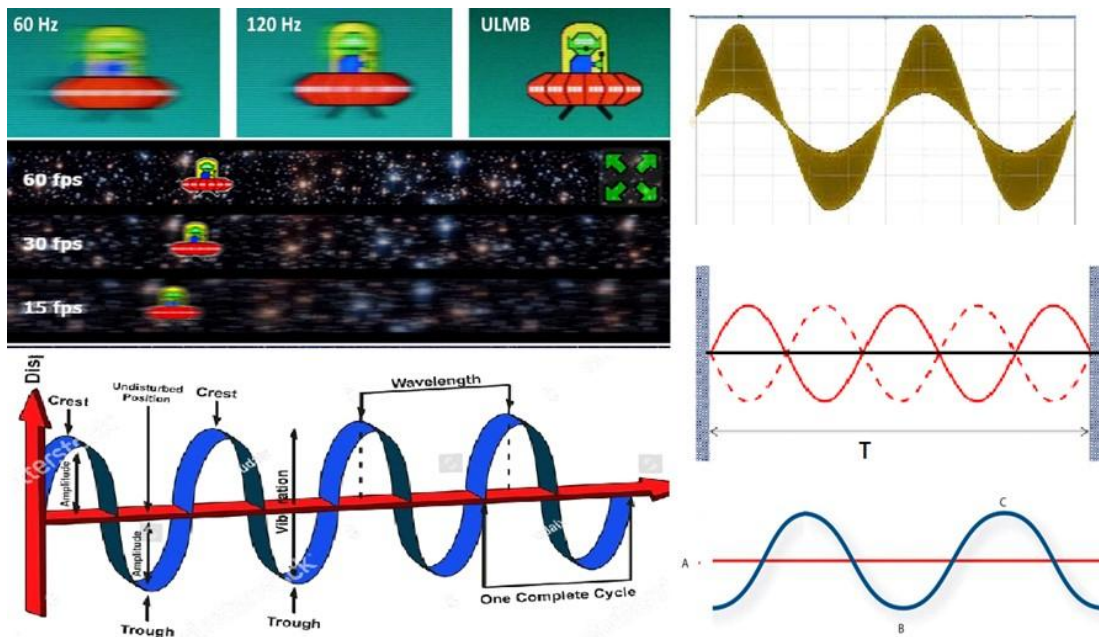 60 Hz
120 Hz
ULMB
60 fps
30 fps
15 fps
Disl
Crest
Undisturbed
Position
Crest
Wavelength
Amplitude
Amplitude
Vibration
Trough
Trough
One Complete Cycle
T
A
B
C